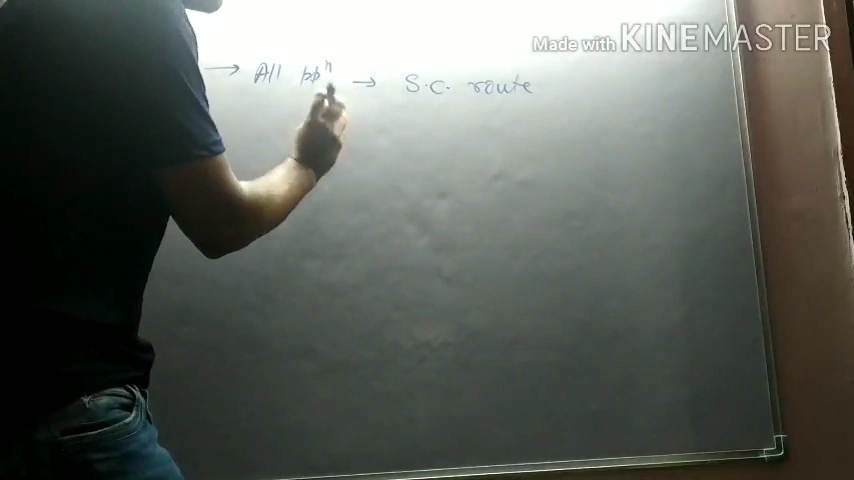 Made with KINEMASTER
→ All ppⁿ → S.C. route